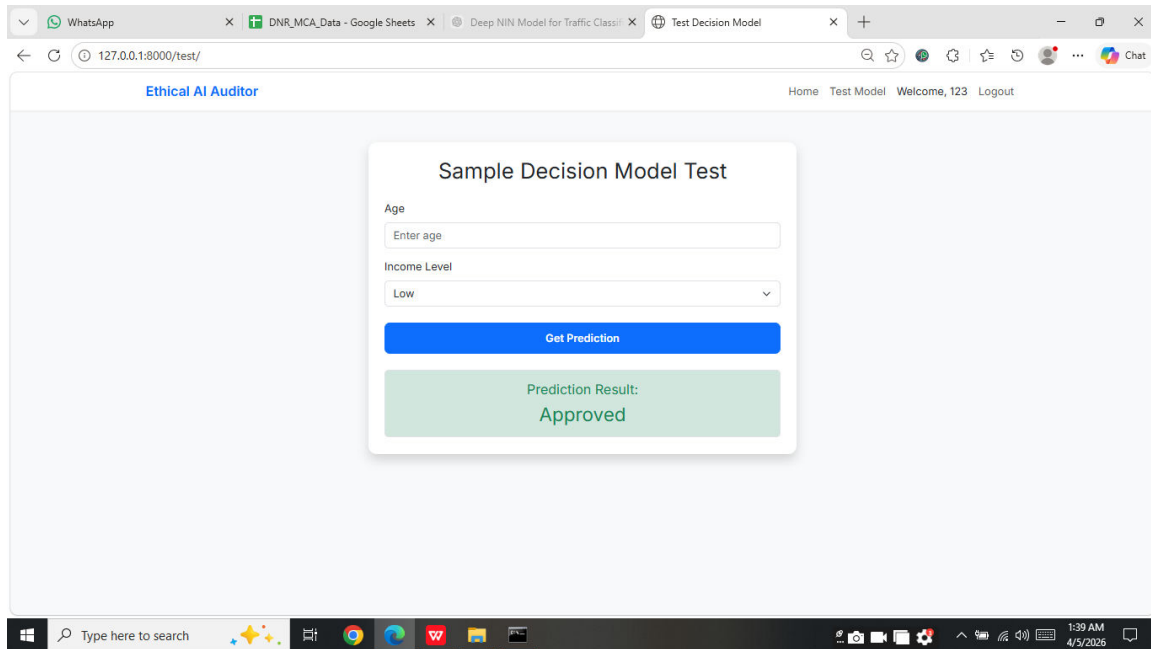 WhatsApp
DNR_MCA_Data - Google Sheets
Deep NIN Model for Traffic Classif
Test Decision Model
127.0.0.1:8000/test/
Chat
Ethical AI Auditor
Home Test Model Welcome, 123 Logout
Sample Decision Model Test
Age
Enter age
Income Level
Low
Get Prediction
Prediction Result:
Approved
Type here to search
1:39 AM
4/5/2026